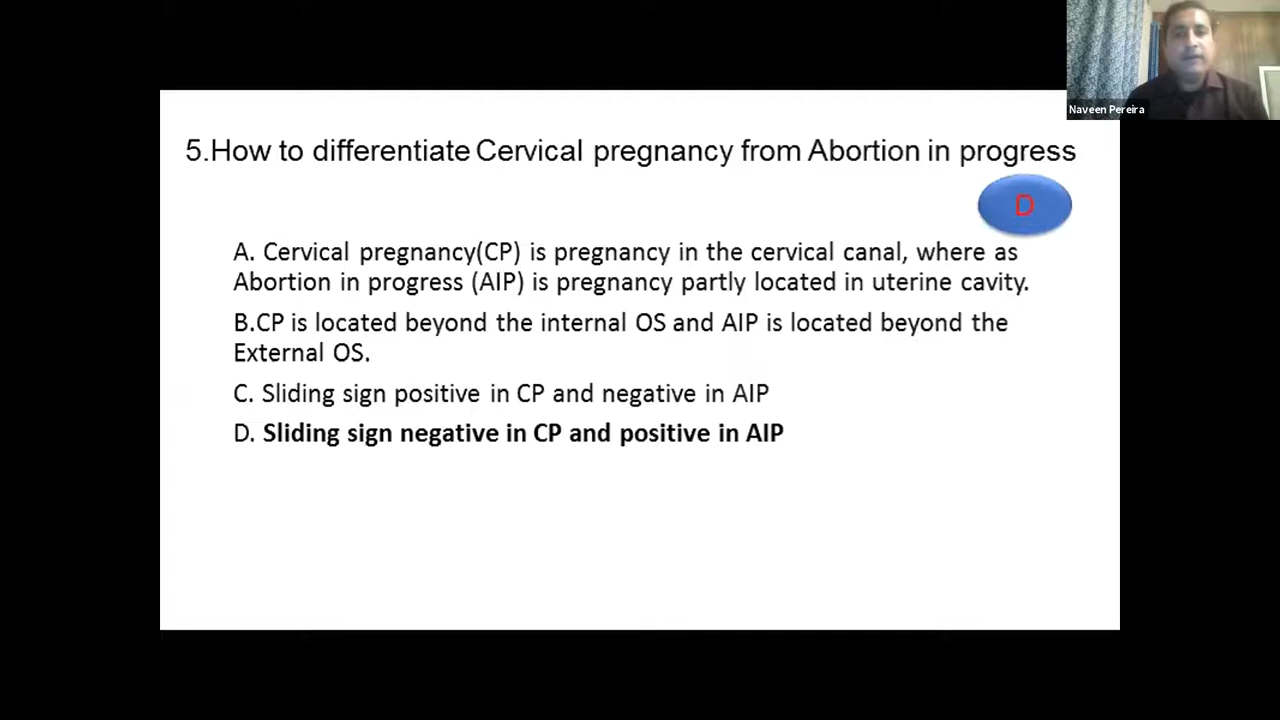 Naveen Pereira
5.How to differentiate Cervical pregnancy from Abortion in progress
D
A. Cervical pregnancy(CP) is pregnancy in the cervical canal, where as
Abortion in progress (AIP) is pregnancy partly located in uterine cavity.
B.CP is located beyond the internal OS and AIP is located beyond the
External OS.
C. Sliding sign positive in CP and negative in AIP
D. Sliding sign negative in CP and positive in AIP